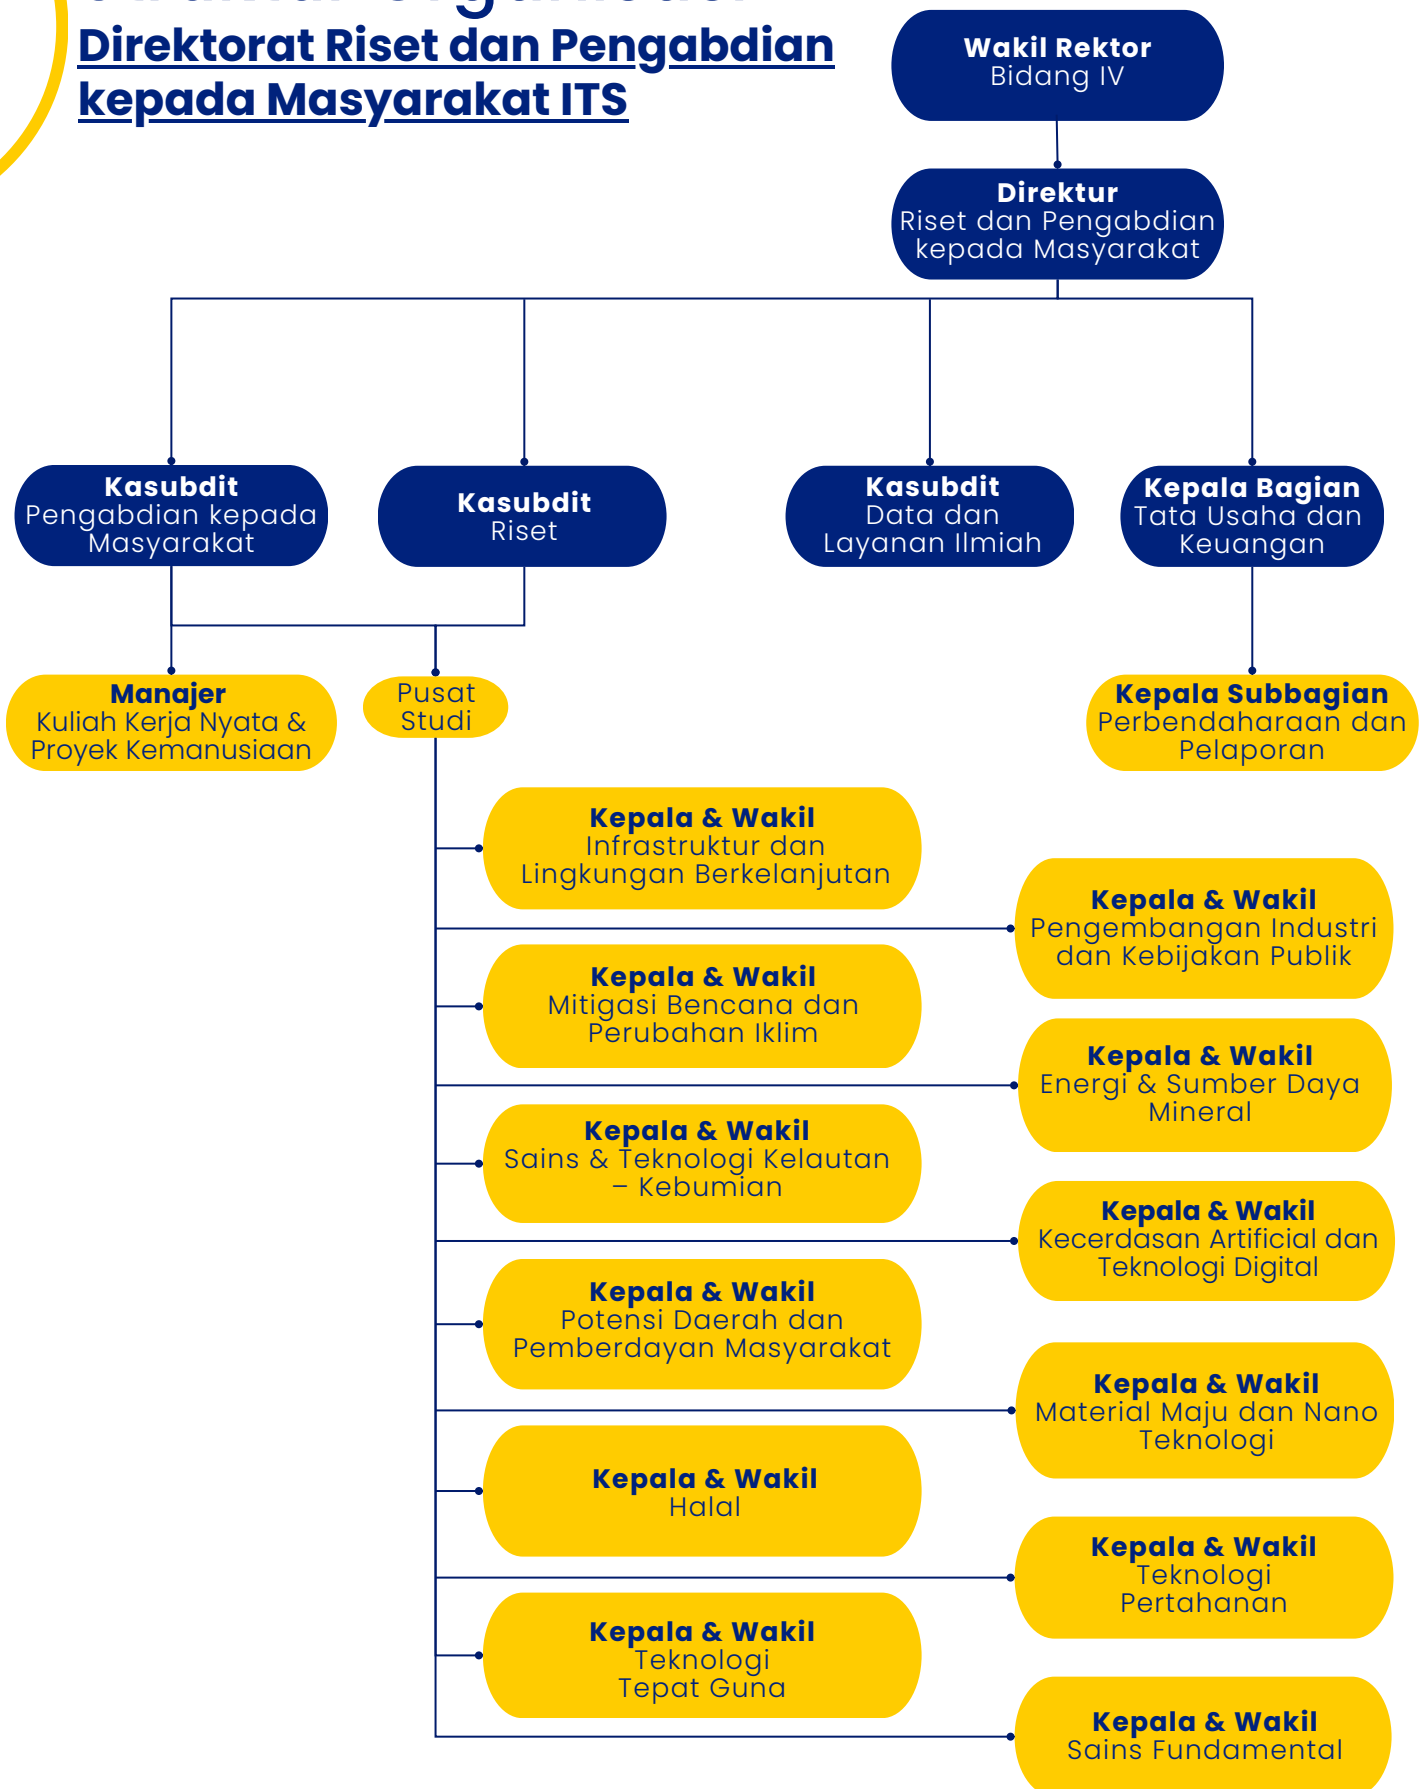 Direktorat Riset dan Pengabdian
kepada Masyarakat ITS
Wakil Rektor
Bidang IV
Direktur
Riset dan Pengabdian
kepada Masyarakat
Kasubdit
Pengabdian kepada
Masyarakat
Kasubdit
Riset
Kasubdit
Data dan
Layanan Ilmiah
Kepala Bagian
Tata Usaha dan
Keuangan
Manajer
Kuliah Kerja Nyata &
Proyek Kemanusiaan
Pusat
Studi
Kepala Subbagian
Perbendaharaan dan
Pelaporan
Kepala & Wakil
Infrastruktur dan
Lingkungan Berkelanjutan
Kepala & Wakil
Pengembangan Industri
dan Kebijakan Publik
Kepala & Wakil
Mitigasi Bencana dan
Perubahan Iklim
Kepala & Wakil
Energi & Sumber Daya
Mineral
Kepala & Wakil
Sains & Teknologi Kelautan
– Kebumian
Kepala & Wakil
Kecerdasan Artificial dan
Teknologi Digital
Kepala & Wakil
Potensi Daerah dan
Pemberdayan Masyarakat
Kepala & Wakil
Material Maju dan Nano
Teknologi
Kepala & Wakil
Halal
Kepala & Wakil
Teknologi
Pertahanan
Kepala & Wakil
Teknologi
Tepat Guna
Kepala & Wakil
Sains Fundamental